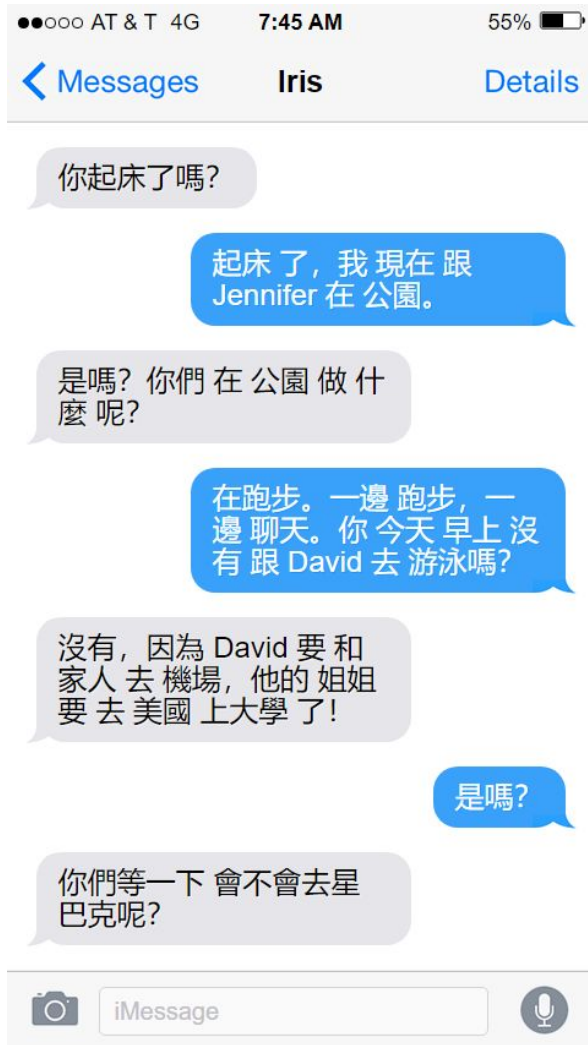 ●●○○○ AT & T 4G 7:45 AM 55%
Messages Iris Details
你起床了嗎?
起床 了，我 現在 跟
Jennifer 在 公園。
是嗎? 你們 在 公園 做 什
麼 呢?
在跑步。一邊 跑步，一
邊 聊天。你 今天 早上 沒
有 跟 David 去 游泳嗎?
沒有，因為 David 要 和
家人 去 機場，他的 姐姐
要 去 美國 上大學 了!
是嗎?
你們等一下 會不會去星
巴克呢?
iMessage